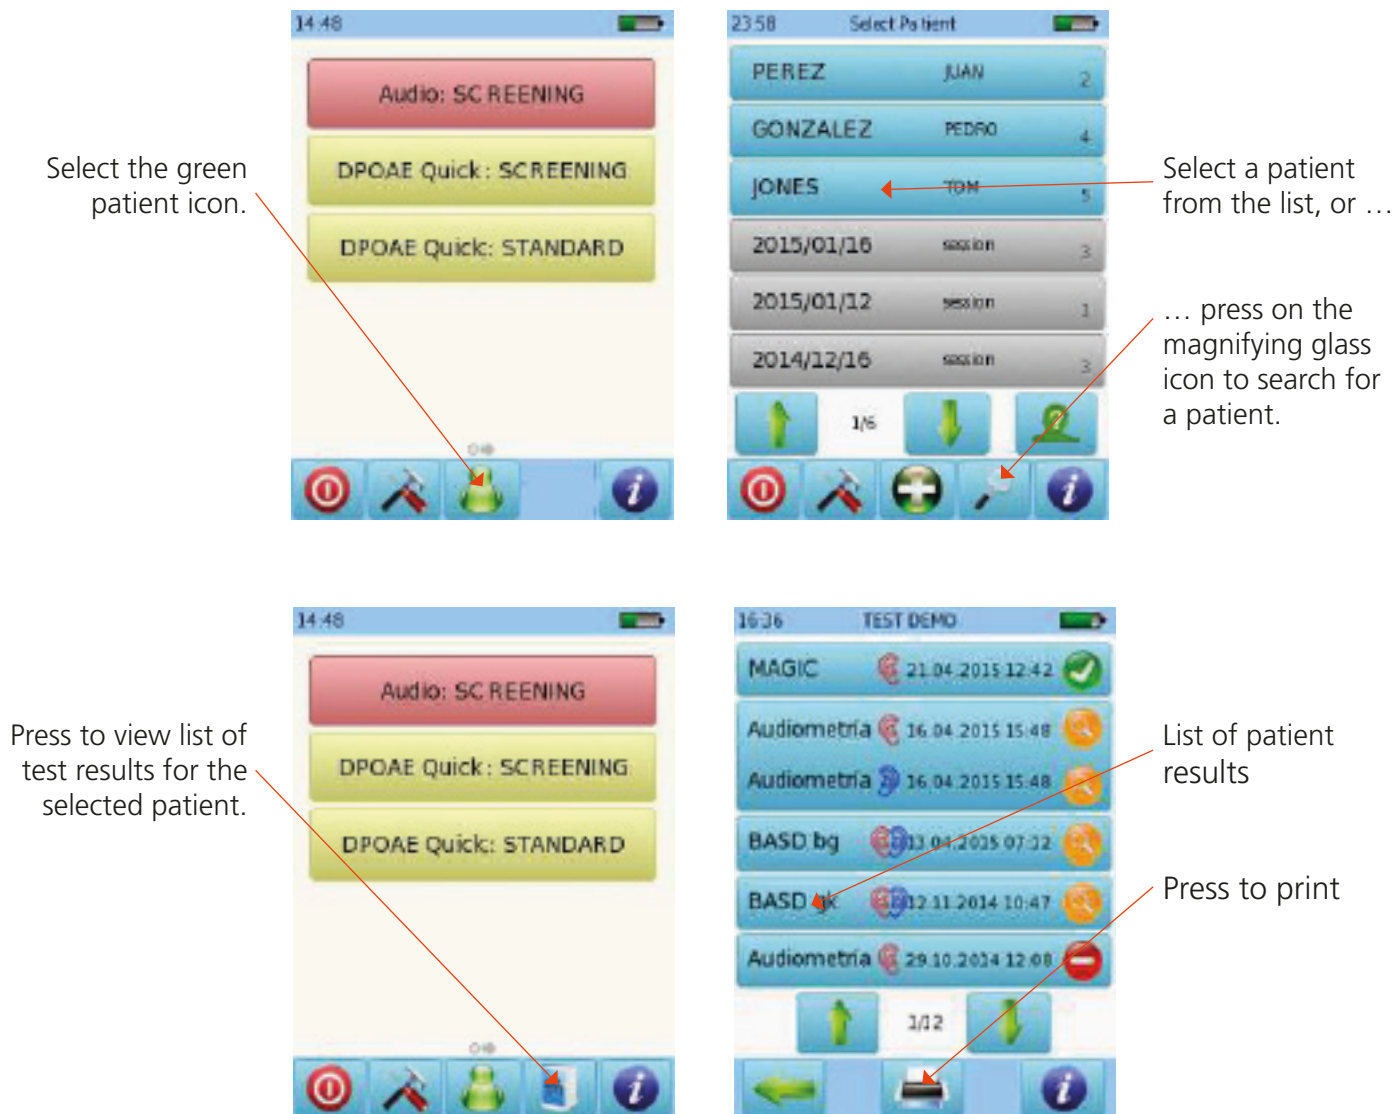 14:48
Audio: SCREENING
DPOAE Quick: SCREENING
DPOAE Quick: STANDARD
Select the green
patient icon.
23:58 Select Patient
PEREZ JUAN 2
GONZALEZ PEDRO 4
JONES TOM 5
2015/01/16 session 3
2015/01/12 session 1
2014/12/16 session 3
1/6
i
Select a patient
from the list, or …
… press on the
magnifying glass
icon to search for
a patient.
14:48
Audio: SCREENING
DPOAE Quick: SCREENING
DPOAE Quick: STANDARD
i
Press to view list of
test results for the
selected patient.
16:36 TEST DEMO
MAGIC 21.04.2015 12:42
Audiometría 16.04.2015 15:48
Audiometría 16.04.2015 15:48
BASD bg 13.04.2015 07:12
BASD gk 12.11.2014 10:47
Audiometría 29.10.2014 12:08
1/12
i
List of patient
results
Press to print